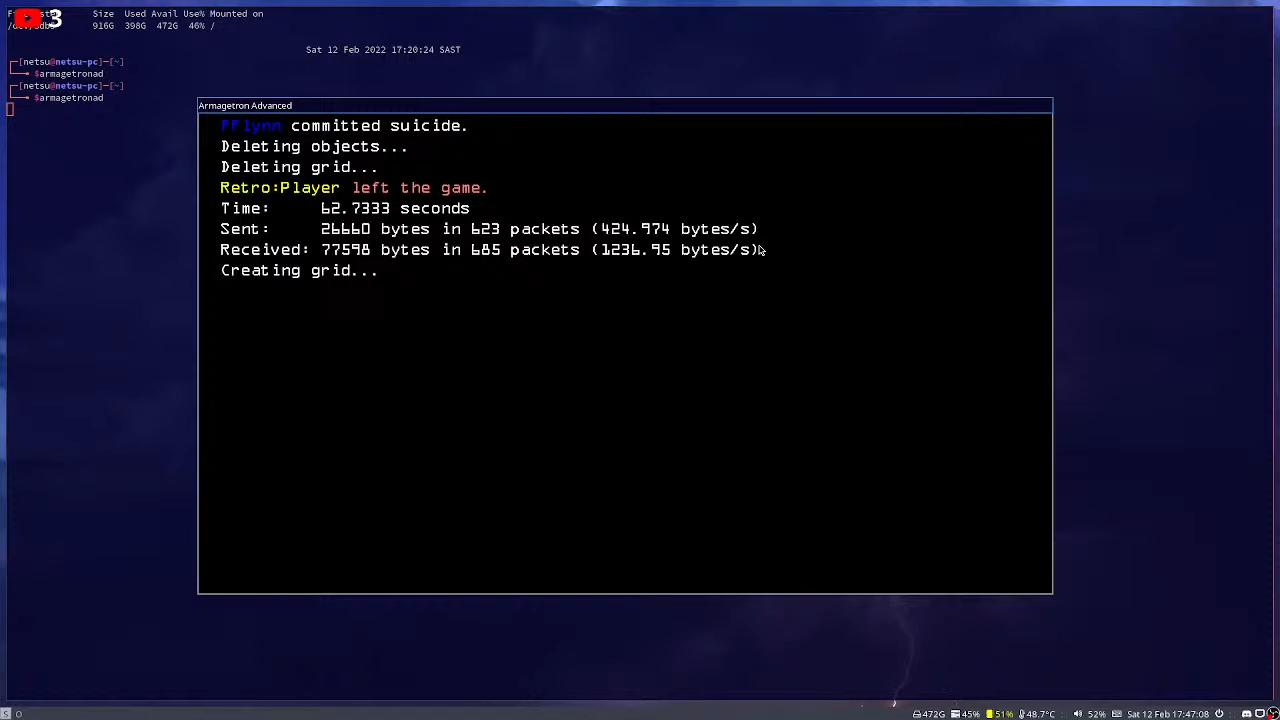 3
Size Used Avail Use% Mounted on
916G 398G 472G 46% /
Sat 12 Feb 2022 17:20:24 SAST
[netsu@netsu-pc]—[~]
$armagetronad
[netsu@netsu-pc]—[~]
$armagetronad
Armagetron Advanced
FFlynn committed suicide.
Deleting objects...
Deleting grid...
Retro:Player left the game.
Time: 62.7333 seconds
Sent: 26660 bytes in 623 packets (424.974 bytes/s)
Received: 77598 bytes in 685 packets (1236.95 bytes/s)
Creating grid...
S 472G 45% 51% 48.7°C 52% Sat 12 Feb 17:47:08